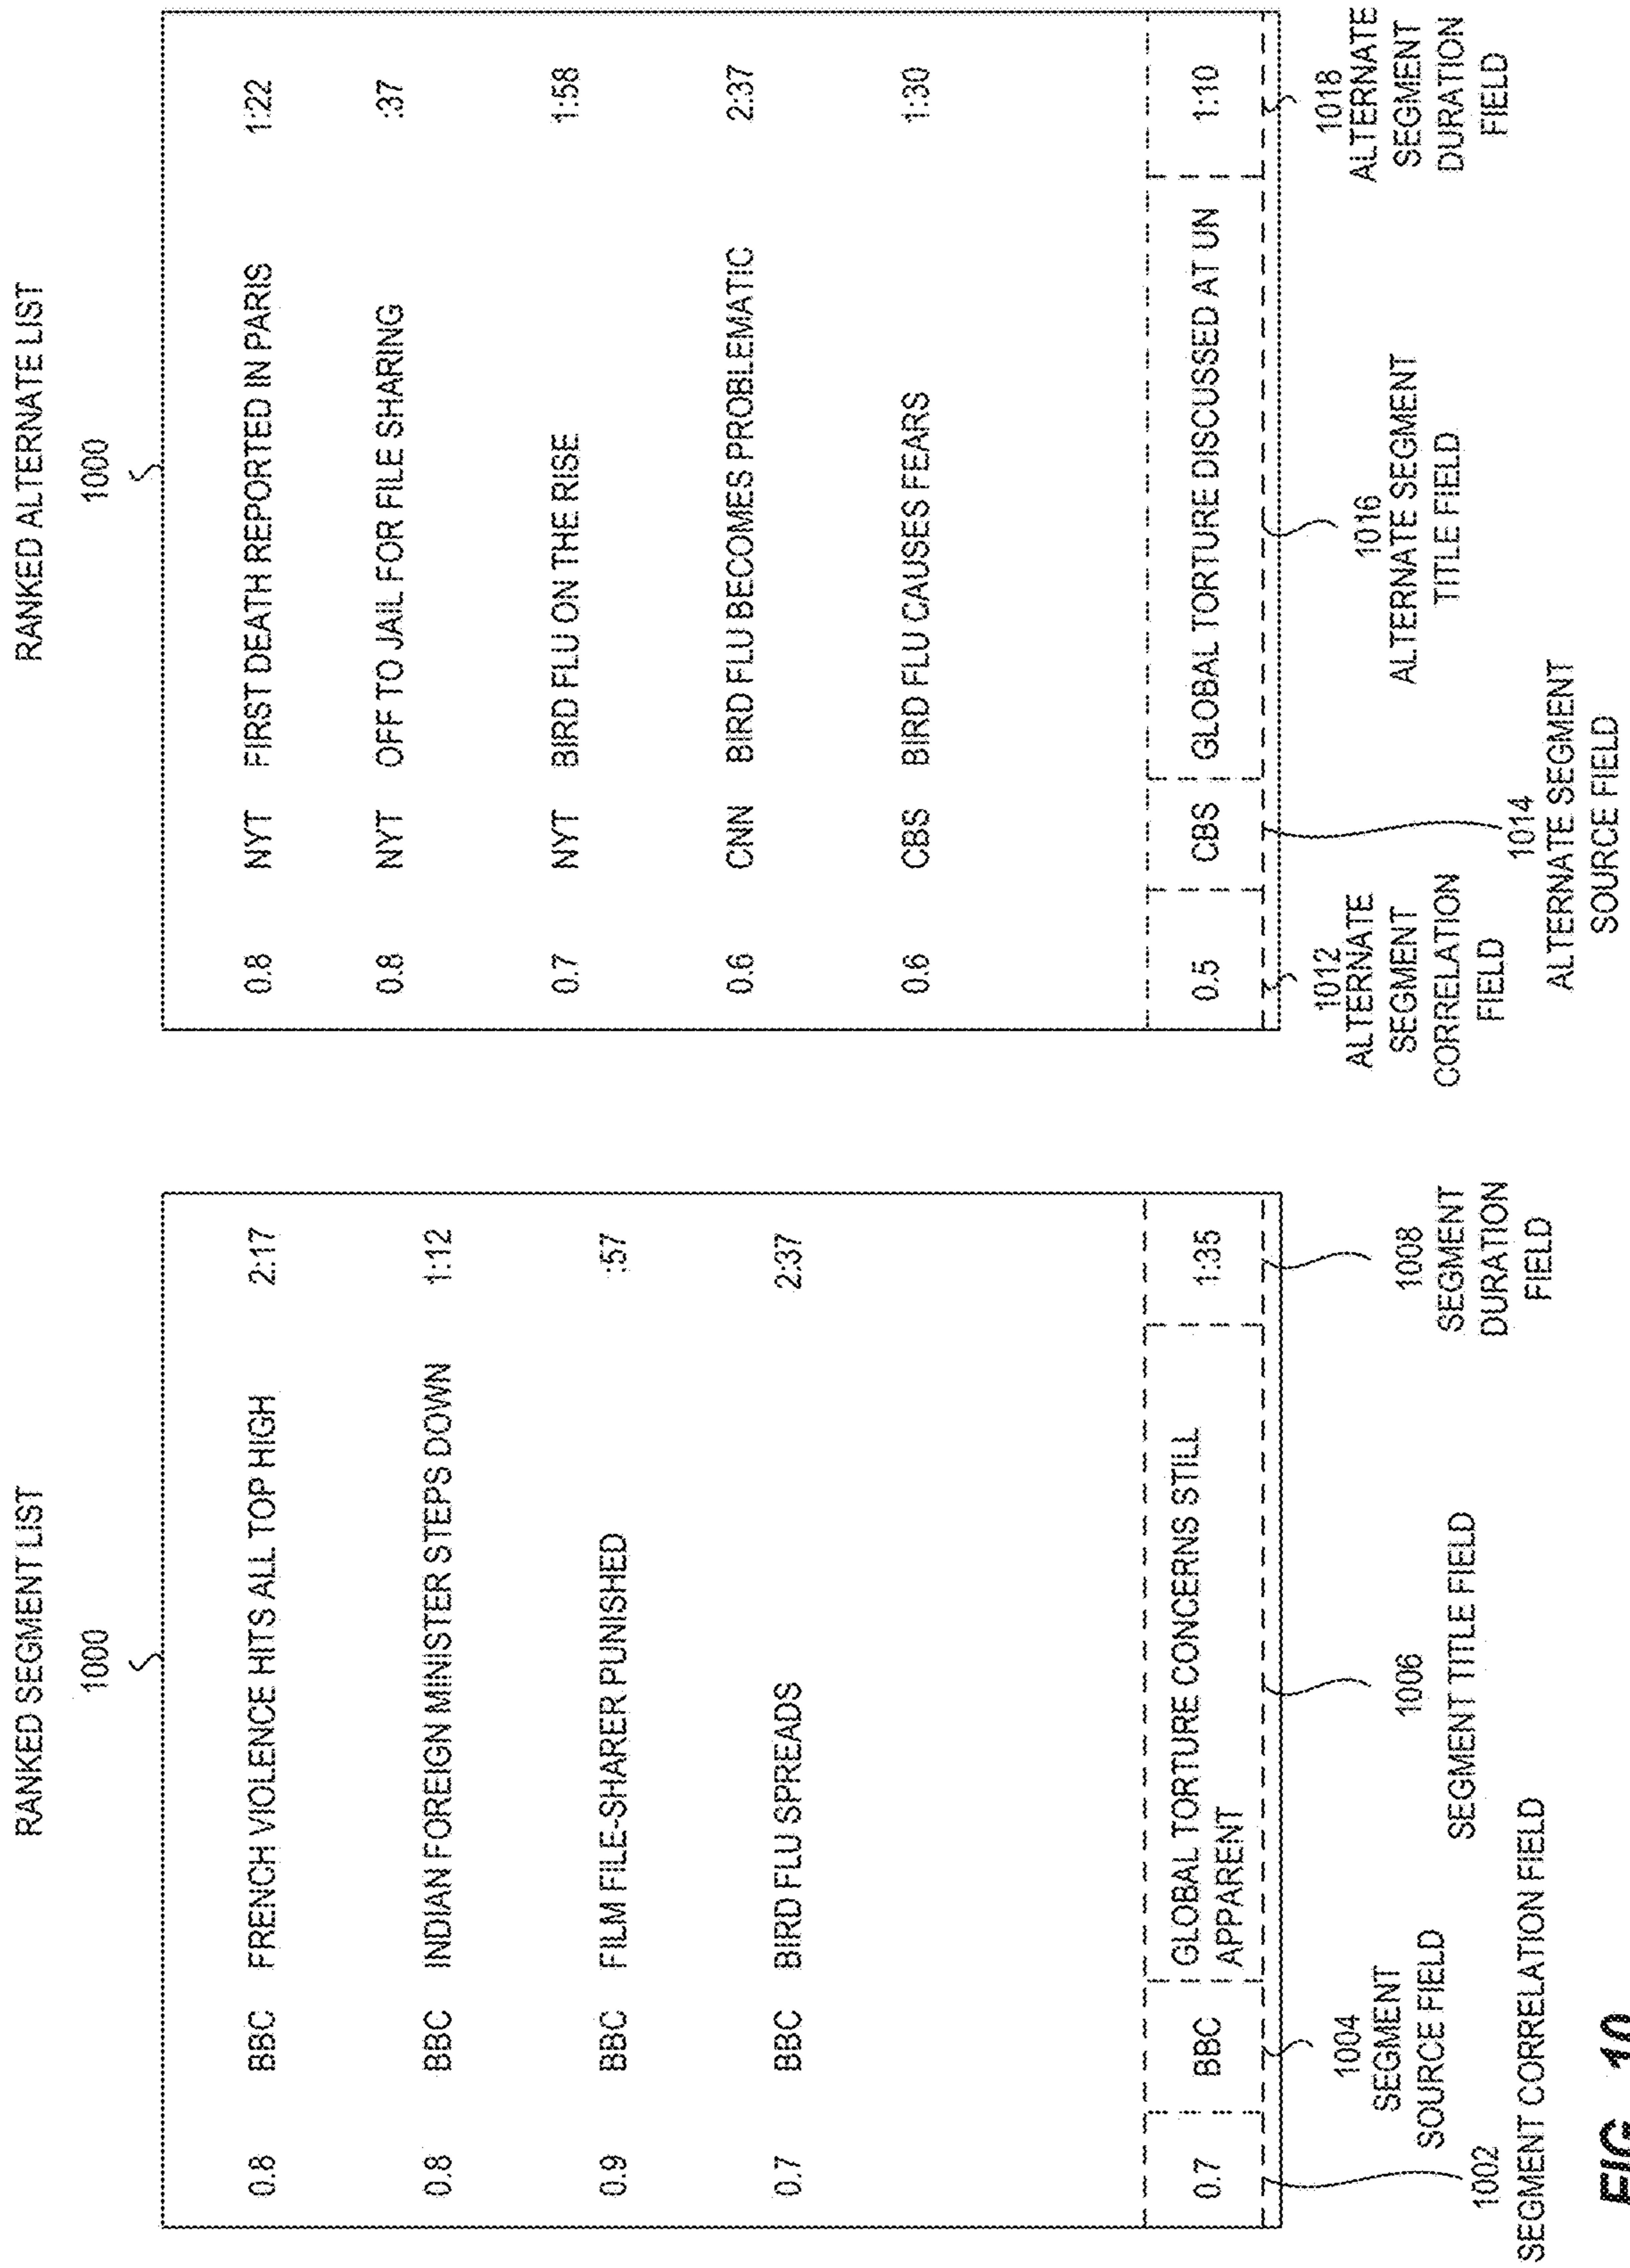 RANKED SEGMENT LIST
1000
0.8 BBC FRENCH VIOLENCE HITS ALL TOP HIGH 2:17
0.8 BBC INDIAN FOREIGN MINISTER STEPS DOWN 1:12
0.9 BBC FILM FILE-SHARER PUNISHED :57
0.7 BBC BIRD FLU SPREADS 2:37
0.7 BBC GLOBAL TORTURE CONCERNS STILL 1:35
APPARENT
1002
SEGMENT CORRELATION FIELD
1004
SEGMENT
SOURCE FIELD
1006
SEGMENT TITLE FIELD
1008
SEGMENT
DURATION
FIELD
RANKED ALTERNATE LIST
1000
0.8 NYT FIRST DEATH REPORTED IN PARIS 1:22
0.8 NYT OFF TO JAIL FOR FILE SHARING :37
0.7 NYT BIRD FLU ON THE RISE 1:58
0.6 CNN BIRD FLU BECOMES PROBLEMATIC 2:37
0.6 CBS BIRD FLU CAUSES FEARS 1:30
0.5 CBS GLOBAL TORTURE DISCUSSED AT UN 1:10
1012
ALTERNATE
SEGMENT
CORRELATION
FIELD
1014
ALTERNATE SEGMENT
SOURCE FIELD
1016
ALTERNATE SEGMENT
TITLE FIELD
1018
ALTERNATE
SEGMENT
DURATION
FIELD
FIG. 10